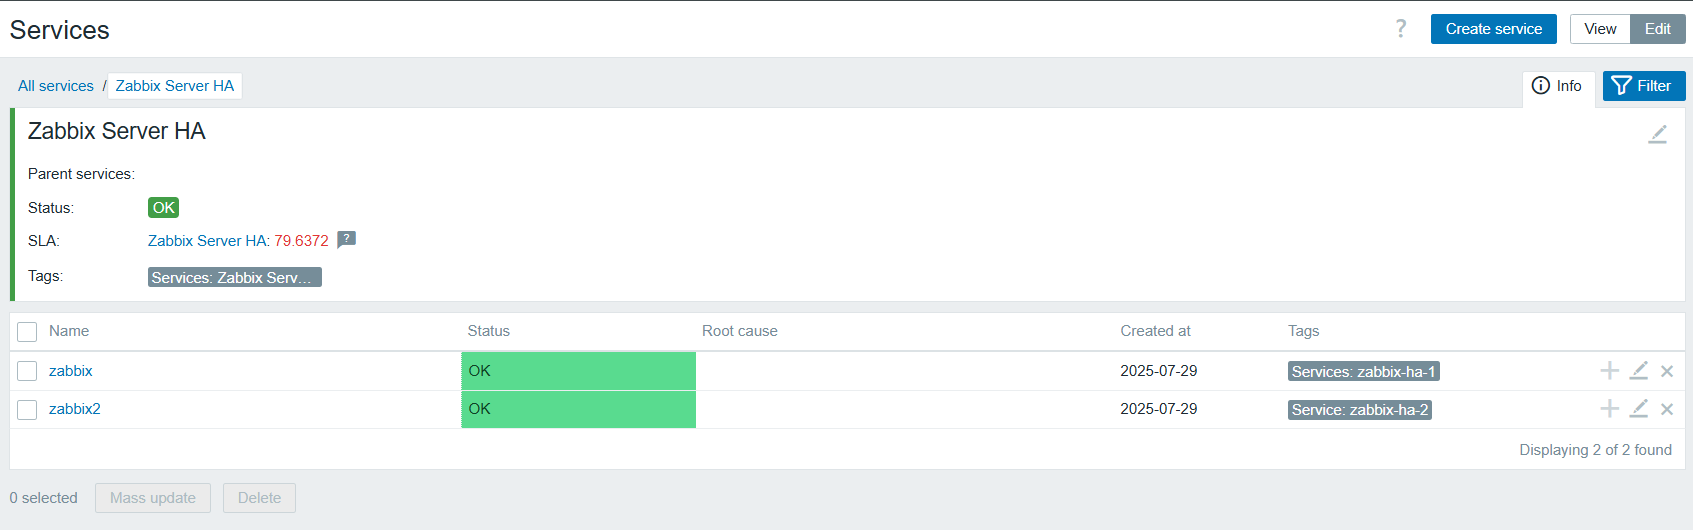 Services
? Create service View Edit
All services / Zabbix Server HA
Info Filter
Zabbix Server HA
Parent services:
Status: OK
SLA: Zabbix Server HA: 79.6372 ?
Tags: Services: Zabbix Serv...
Name Status Root cause Created at Tags
zabbix OK 2025-07-29 Services: zabbix-ha-1
zabbix2 OK 2025-07-29 Service: zabbix-ha-2
Displaying 2 of 2 found
0 selected Mass update Delete